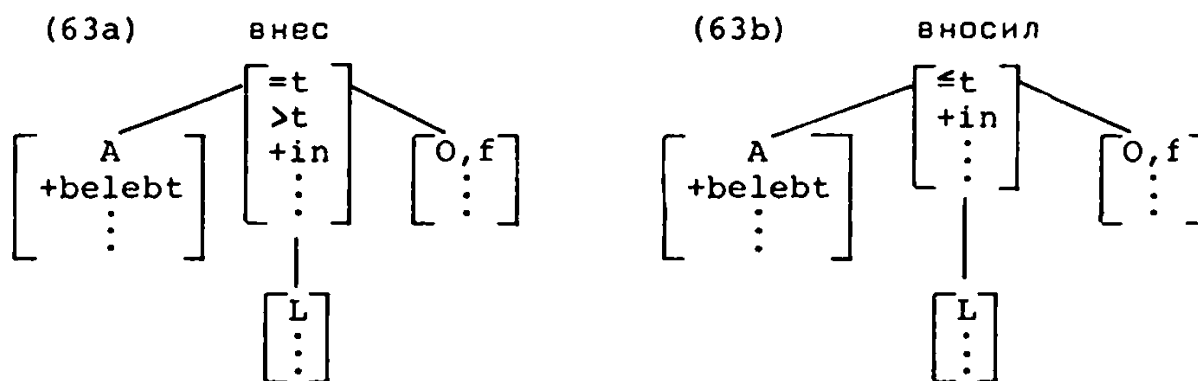 (63a) внес
=t
>t
+in
A
+belebt
O,f
L
(63b) вносил
≤t
+in
A
+belebt
O,f
L